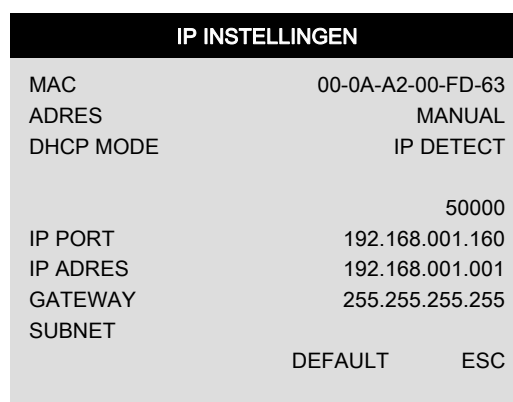 IP INSTELLINGEN
MAC 00-0A-A2-00-FD-63
ADRES MANUAL
DHCP MODE IP DETECT
50000
IP PORT 192.168.001.160
IP ADRES 192.168.001.001
GATEWAY 255.255.255.255
SUBNET
DEFAULT ESC